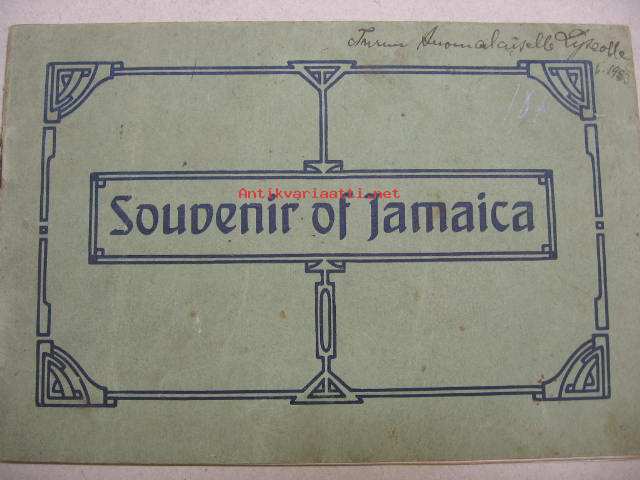 Turun Suomalaiselle Lyseolle
Antikvariaatti.net
Souvenir of Jamaica